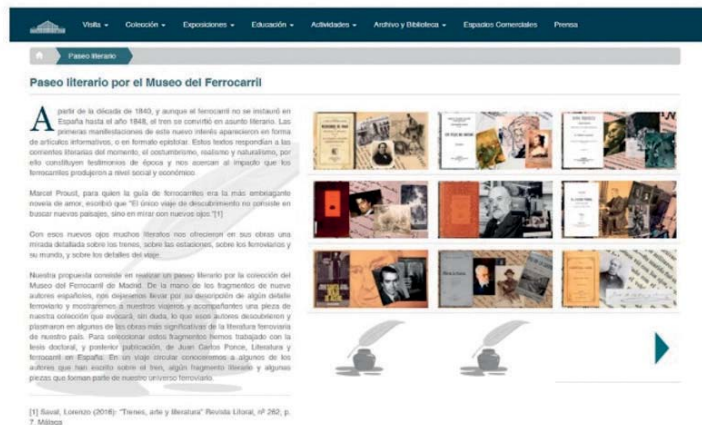 Visita
Colección
Exposiciones
Educación
Actividades
Archivo y Biblioteca
Espacios Comerciales
Prensa
Paseo literario
Paseo literario por el Museo del Ferrocarril
A partir de la década de 1840, y aunque el ferrocarril no se instauró en
España hasta el año 1848, el tren se convirtió en asunto literario. Las
primeras manifestaciones de este nuevo interés aparecieron en forma
de artículos informativos, o en formato epistolar. Estos textos respondían a las
corrientes literarias del momento, el costumbrismo, realismo y naturalismo, por
ello constituyen testimonios de época y nos acercan al impacto que los
ferrocarriles produjeron a nivel social y económico.
Marcel Proust, para quien la guía de ferrocarriles era la más embriagante
novela de amor, escribió que "El único viaje de descubrimiento no consiste en
buscar nuevos paisajes, sino en mirar con nuevos ojos."[1]
Con esos nuevos ojos muchos literatos nos ofrecieron en sus obras una
mirada detallada sobre los trenes, sobre las estaciones, sobre los ferroviarios y
su mundo, y sobre los detalles del viaje.
Nuestra propuesta consiste en realizar un paseo literario por la colección del
Museo del Ferrocarril de Madrid. De la mano de los fragmentos de nueve
autores españoles, nos dejaremos llevar por su descripción de algún detalle
ferroviario y mostraremos a nuestros viajeros y acompañantes una pieza de
nuestra colección que evocará, sin duda, lo que esos autores describieron y
plasmaron en algunas de las obras más significativas de la literatura ferroviaria
de nuestro país. Para seleccionar estos fragmentos hemos trabajado con la
tesis doctoral, y posterior publicación, de Juan Carlos Ponce, Literatura y
ferrocarril en España. En un viaje circular conoceremos a algunos de los
autores que han escrito sobre el tren, algún fragmento literario y algunas
piezas que forman parte de nuestro universo ferroviario.
[1] Saval, Lorenzo (2016): "Trenes, arte y literatura" Revista Litoral, nº 262, p.
7. Málaga